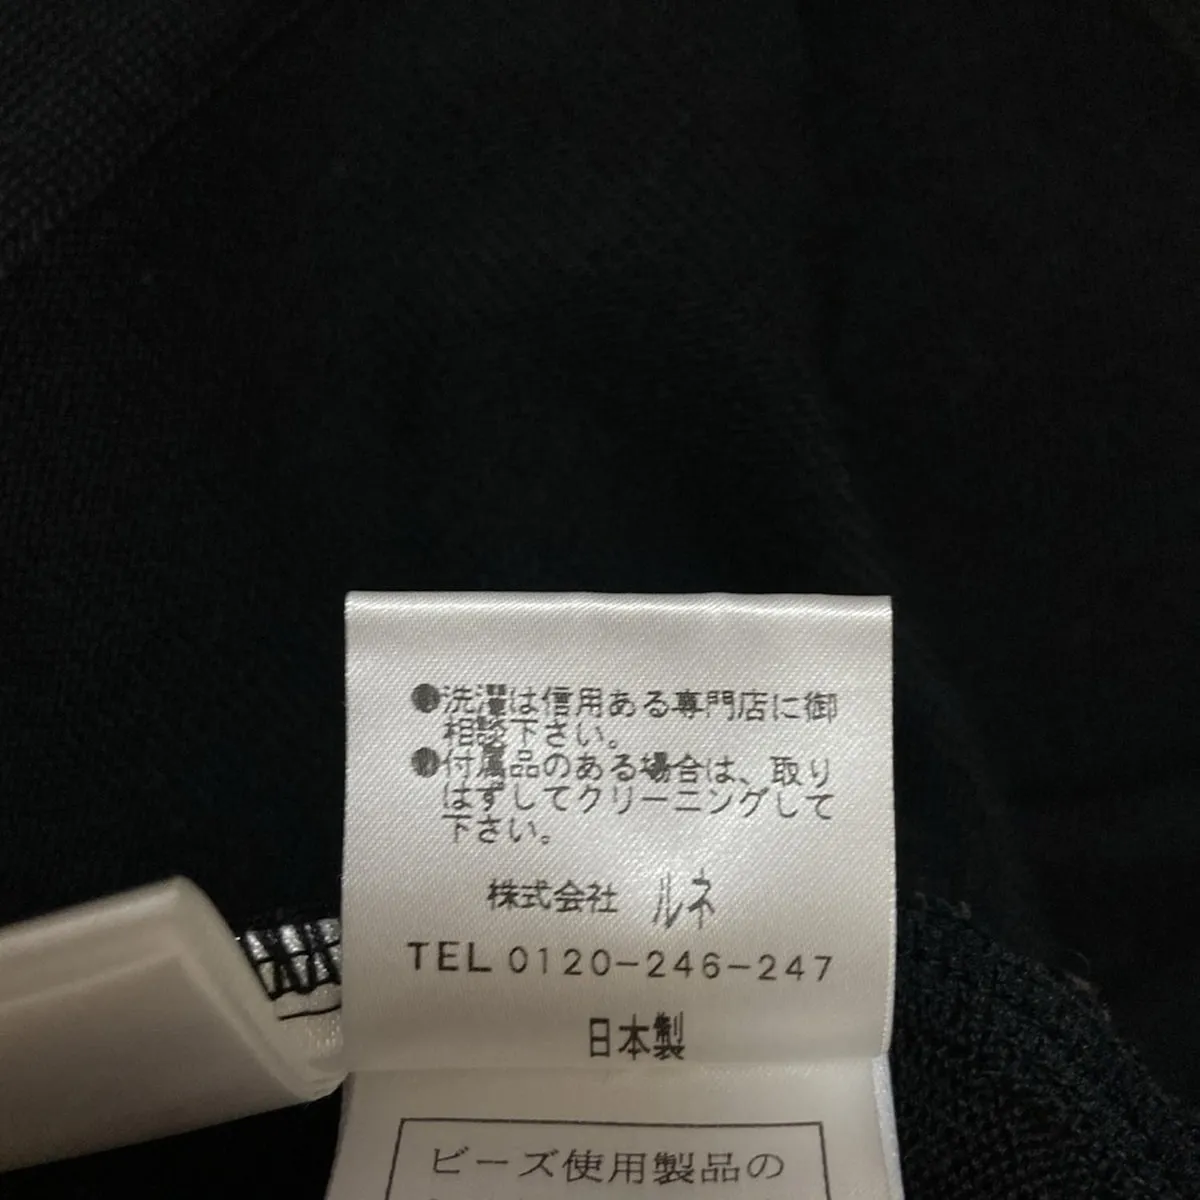 ●洗濯は信用ある専門店に御
相談下さい。
●付属品のある場合は、取り
はずしてクリーニングして
下さい。
株式会社 ルネ
TEL 0120-246-247
日本製
ビーズ使用製品の